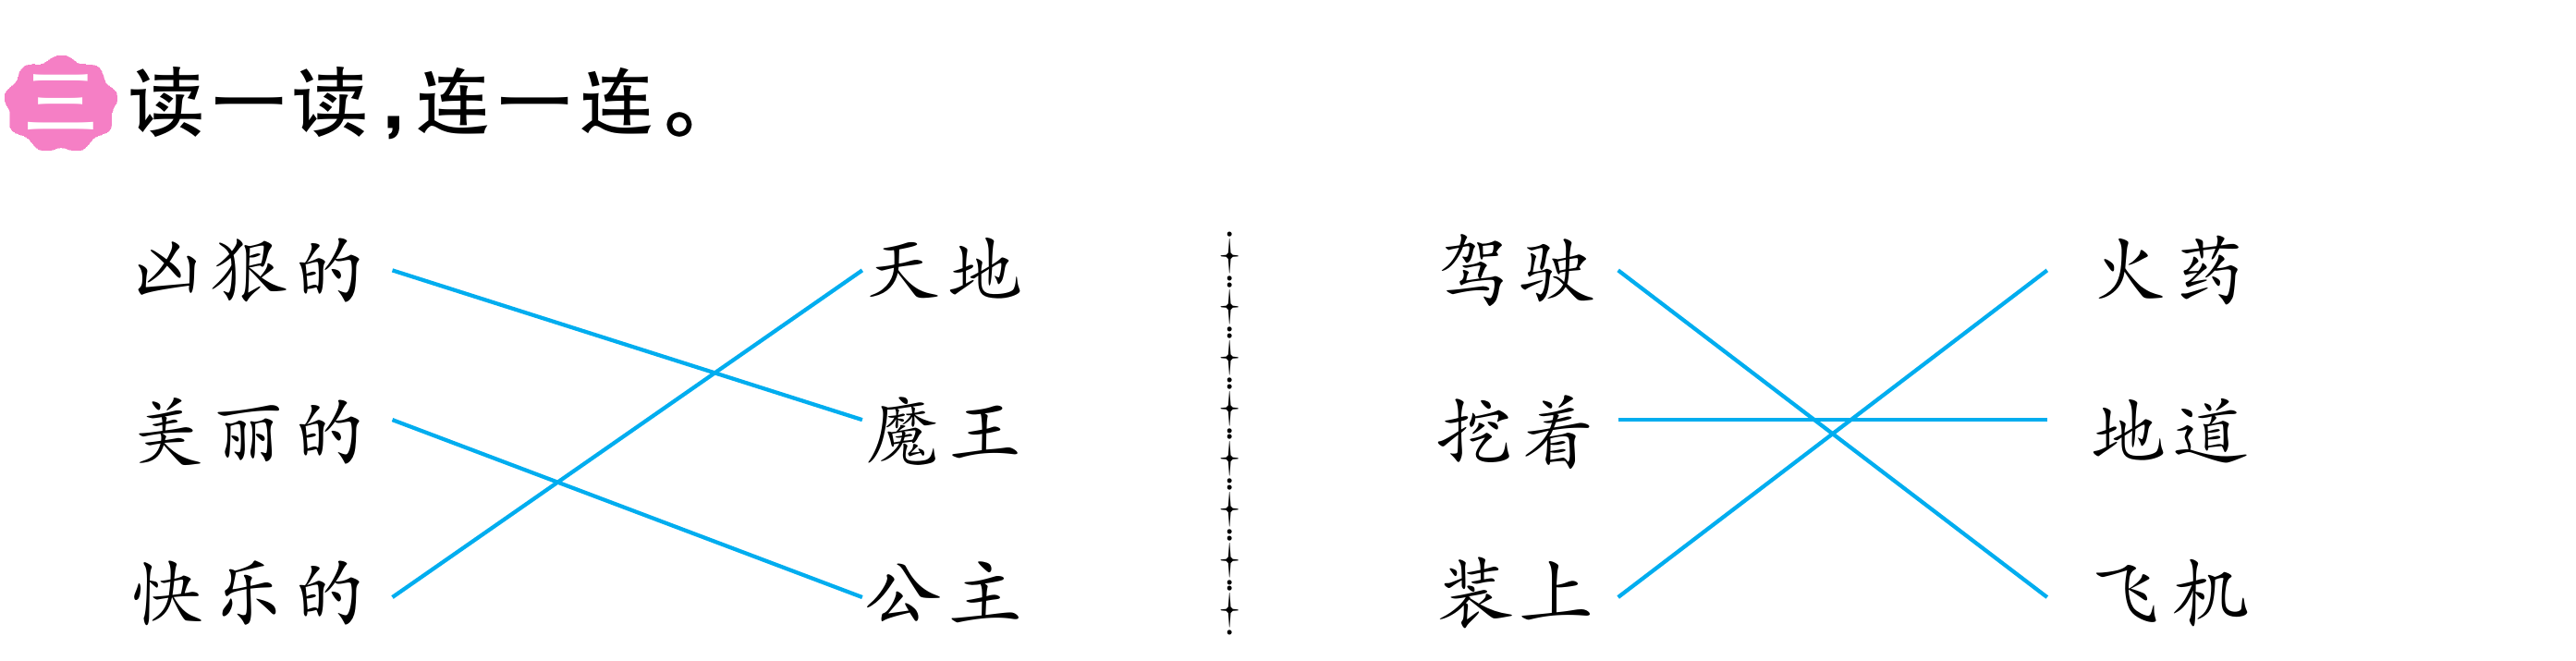 三 读一读,连一连。
凶狠的 天地 驾驶 火药
美丽的 魔王 挖着 地道
快乐的 公主 装上 飞机